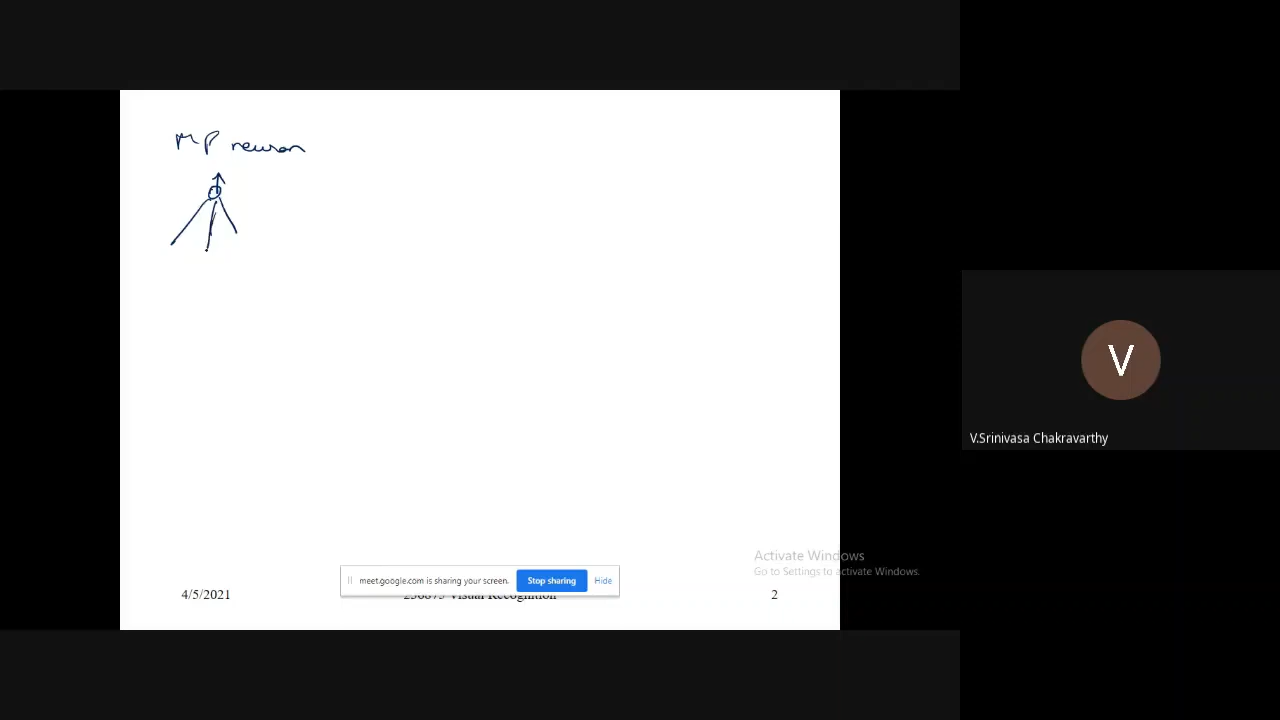 MP neuron
V
V.Srinivasa Chakravarthy
Activate Windows
Go to Settings to activate Windows.
meet.google.com is sharing your screen. Stop sharing Hide
4/5/2021 Visual Recognition 2